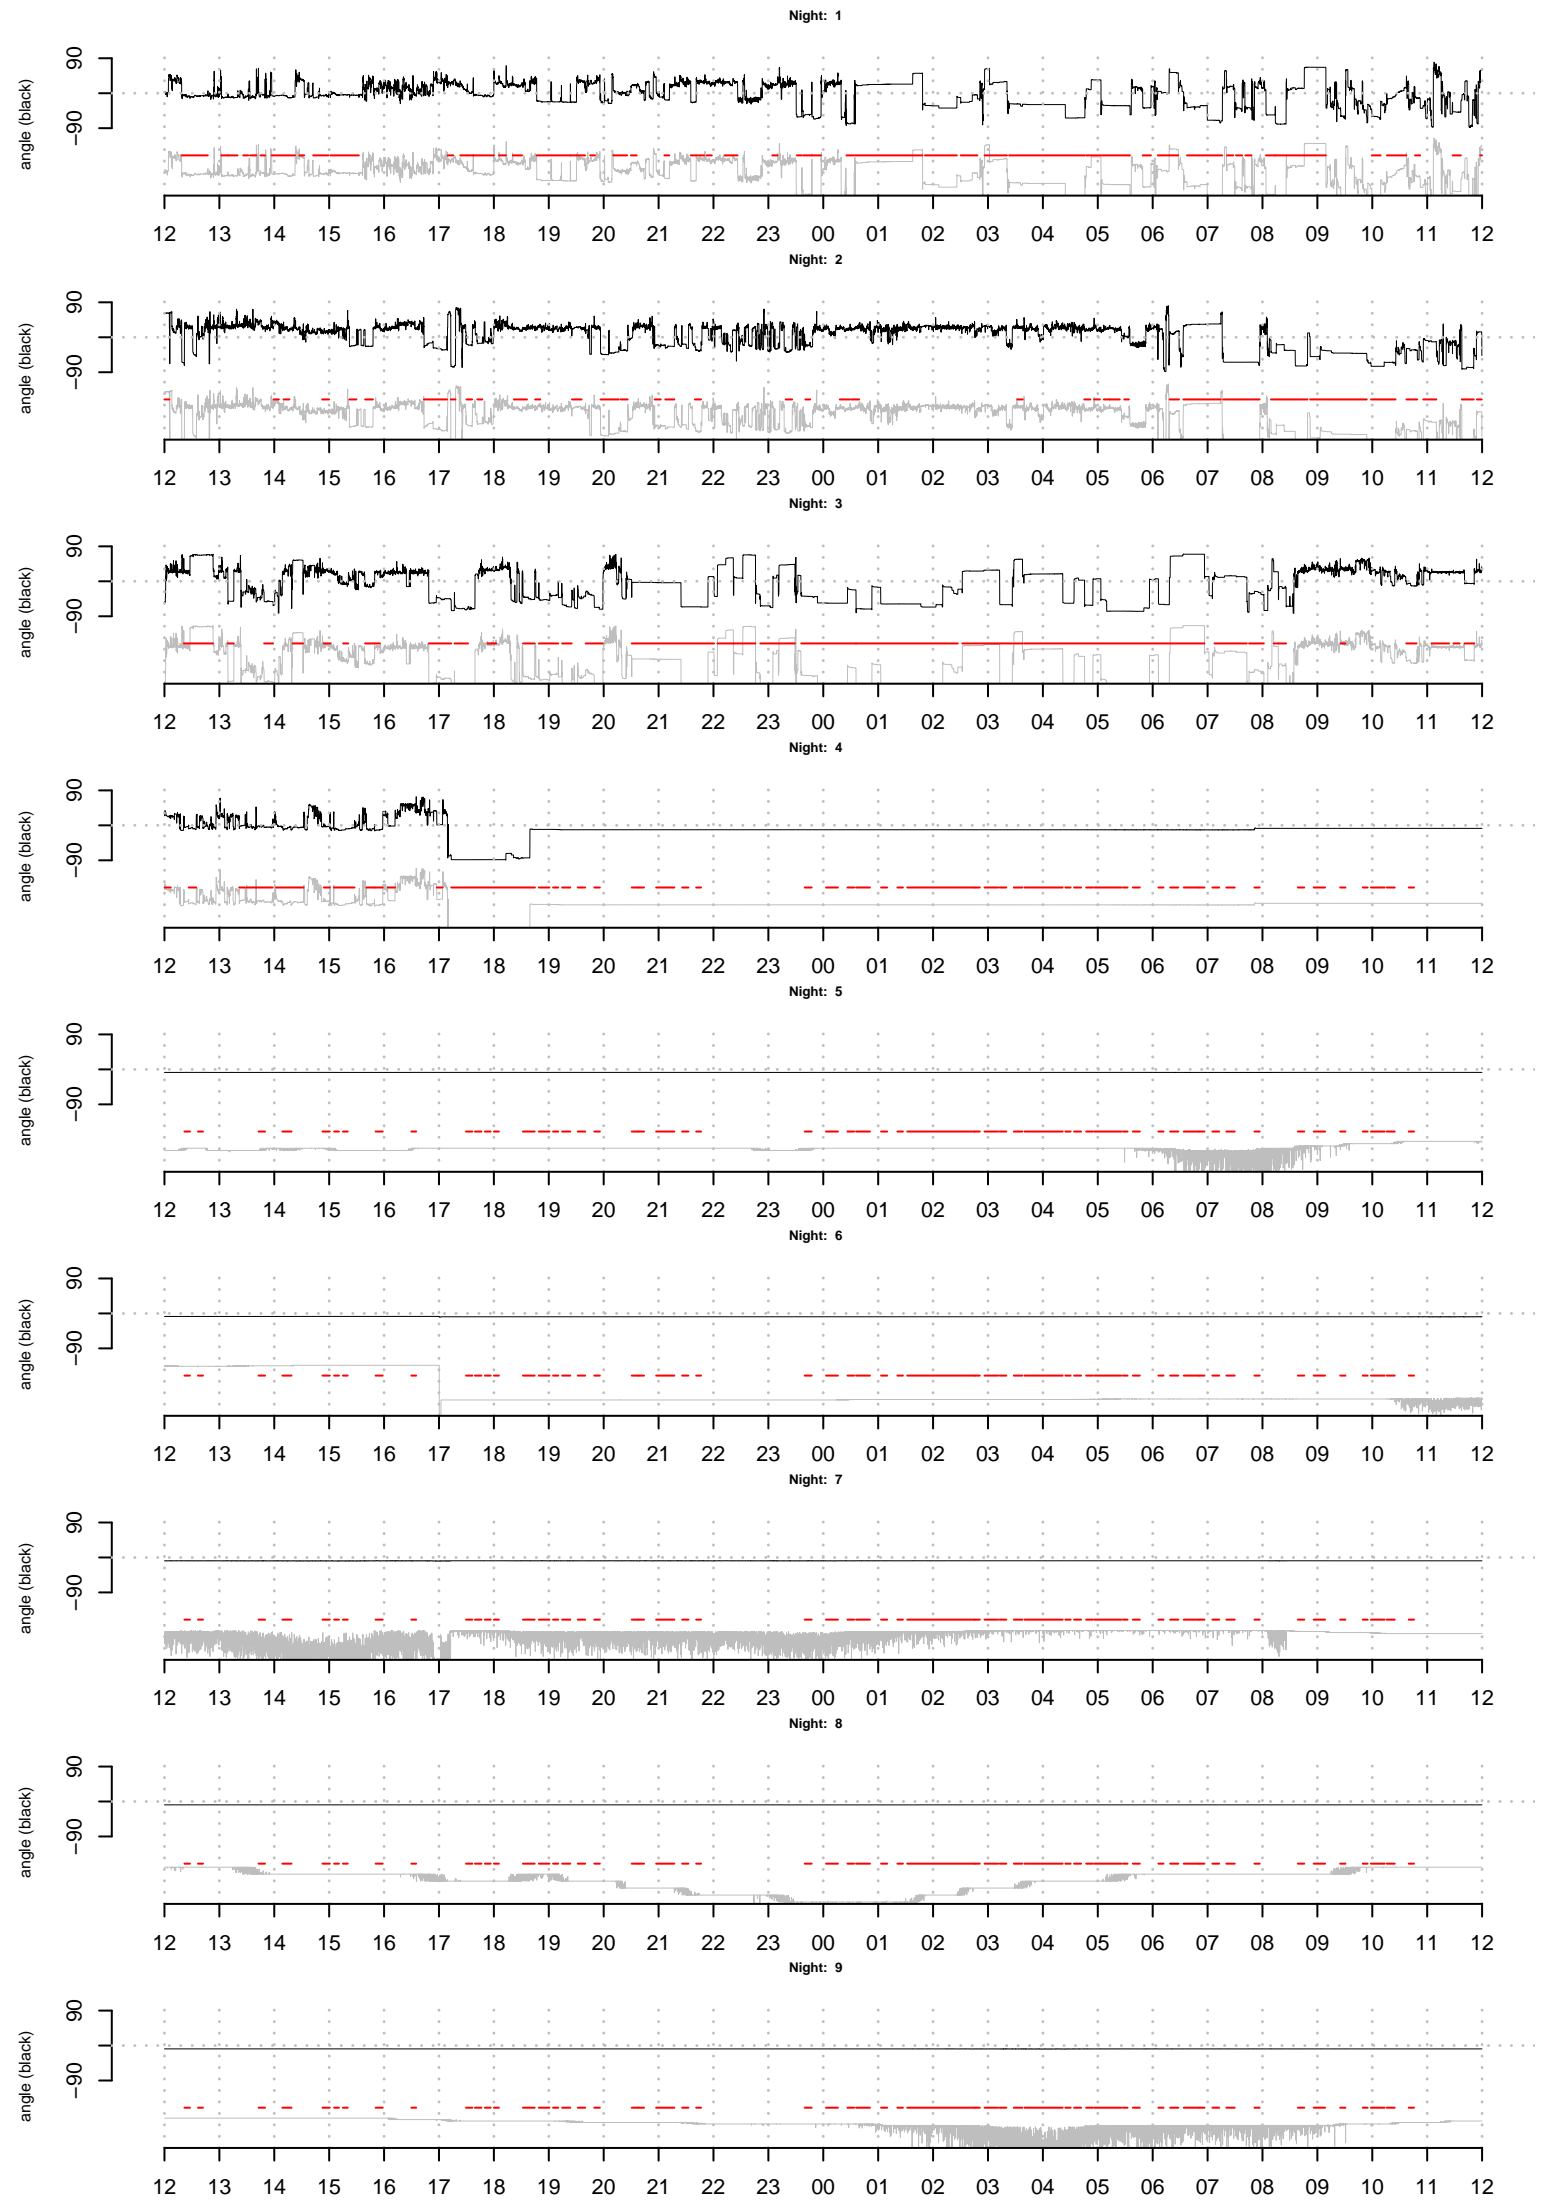 Night: 1
90
-90
angle (black)
12 13 14 15 16 17 18 19 20 21 22 23 00 01 02 03 04 05 06 07 08 09 10 11 12
Night: 2
90
-90
angle (black)
12 13 14 15 16 17 18 19 20 21 22 23 00 01 02 03 04 05 06 07 08 09 10 11 12
Night: 3
90
-90
angle (black)
12 13 14 15 16 17 18 19 20 21 22 23 00 01 02 03 04 05 06 07 08 09 10 11 12
Night: 4
90
-90
angle (black)
12 13 14 15 16 17 18 19 20 21 22 23 00 01 02 03 04 05 06 07 08 09 10 11 12
Night: 5
90
-90
angle (black)
12 13 14 15 16 17 18 19 20 21 22 23 00 01 02 03 04 05 06 07 08 09 10 11 12
Night: 6
90
-90
angle (black)
12 13 14 15 16 17 18 19 20 21 22 23 00 01 02 03 04 05 06 07 08 09 10 11 12
Night: 7
90
-90
angle (black)
12 13 14 15 16 17 18 19 20 21 22 23 00 01 02 03 04 05 06 07 08 09 10 11 12
Night: 8
90
-90
angle (black)
12 13 14 15 16 17 18 19 20 21 22 23 00 01 02 03 04 05 06 07 08 09 10 11 12
Night: 9
90
-90
angle (black)
12 13 14 15 16 17 18 19 20 21 22 23 00 01 02 03 04 05 06 07 08 09 10 11 12